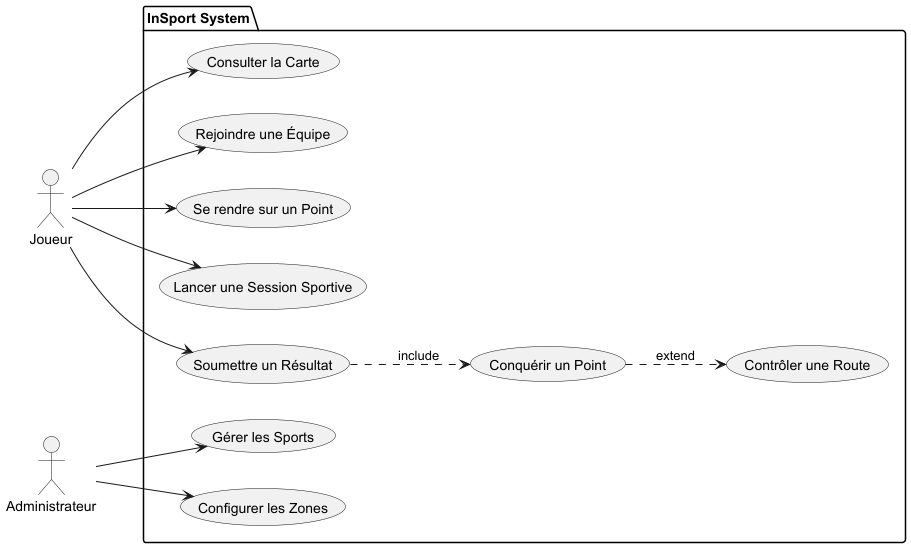 InSport System
Consulter la Carte
Rejoindre une Équipe
Se rendre sur un Point
Joueur
Lancer une Session Sportive
Soumettre un Résultat
include
Conquérir un Point
extend
Contrôler une Route
Gérer les Sports
Administrateur
Configurer les Zones